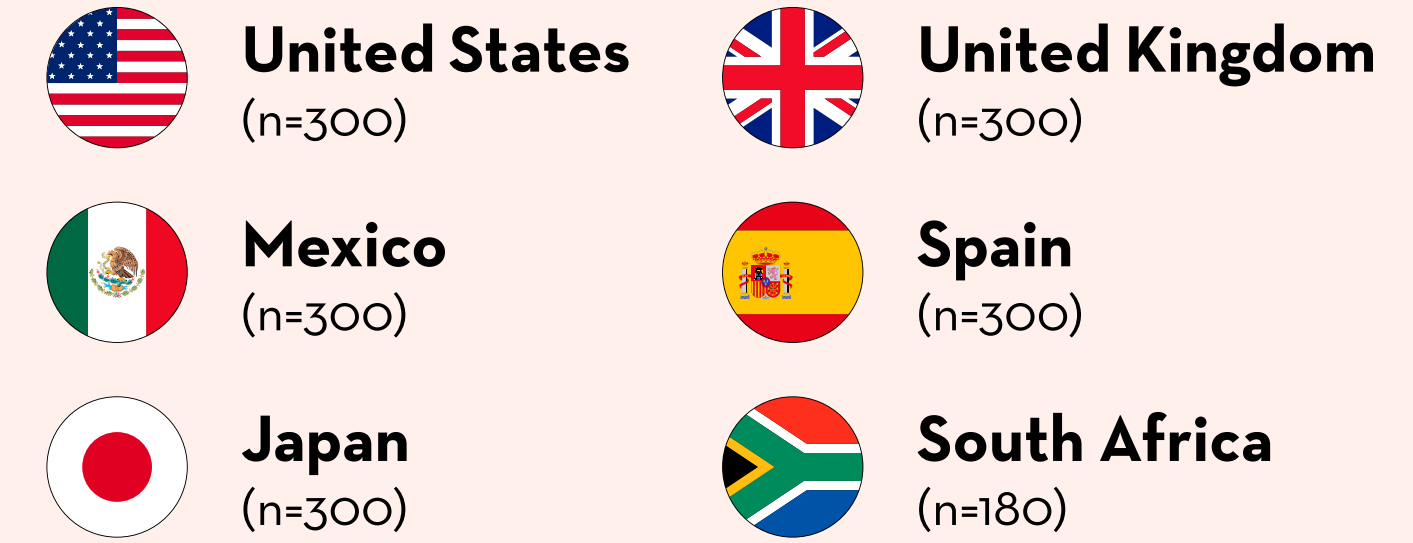 United States
(n=300)
United Kingdom
(n=300)
Mexico
(n=300)
Spain
(n=300)
Japan
(n=300)
South Africa
(n=180)